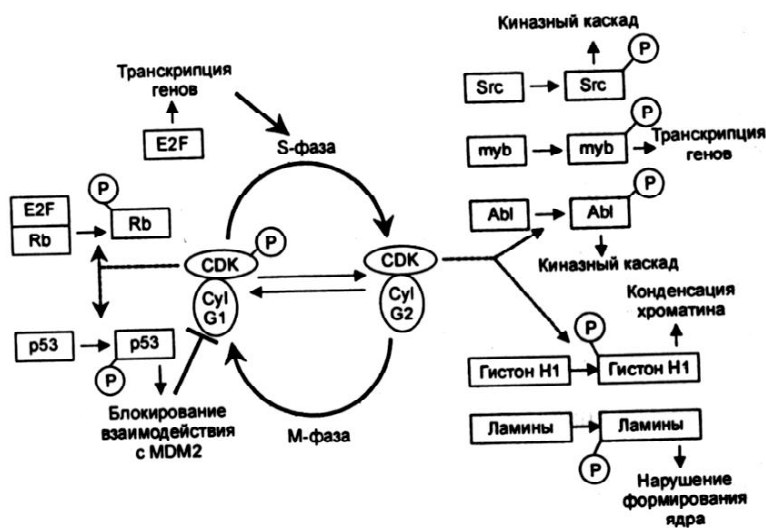 Киназный каскад
P
Src
Src
Транскрипция
генов
E2F
S-фаза
P
myb
myb
Транскрипция
генов
P
E2F
Rb
Rb
P
Abl
Abl
Киназный каскад
P
CDK
Cyl
G1
CDK
Cyl
G2
p53
p53
P
Блокирование
взаимодействия
с MDM2
М-фаза
Конденсация
хроматина
P
Гистон H1
Гистон H1
Ламины
Ламины
P
Нарушение
формирования
ядра